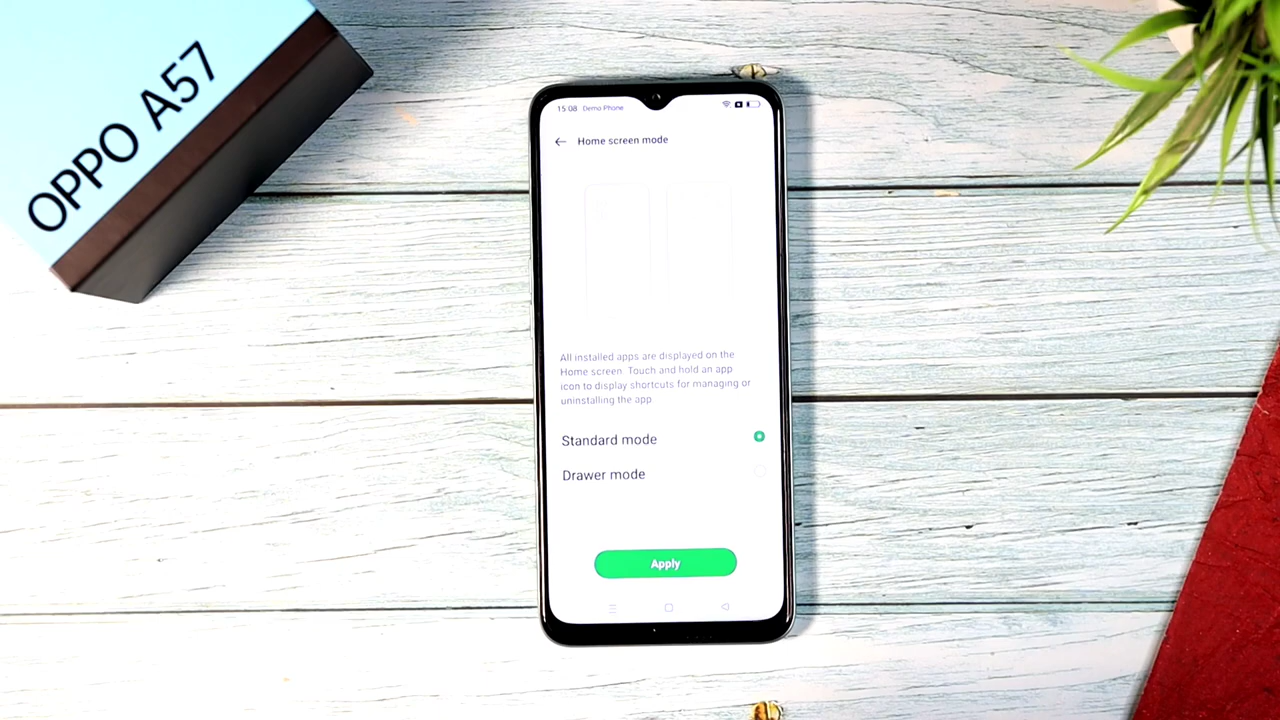 OPPO A57
15:08 Demo Phone
Home screen mode
All installed apps are displayed on the
Home screen. Touch and hold an app
icon to display shortcuts for managing or
uninstalling the app.
Standard mode
Drawer mode
Apply